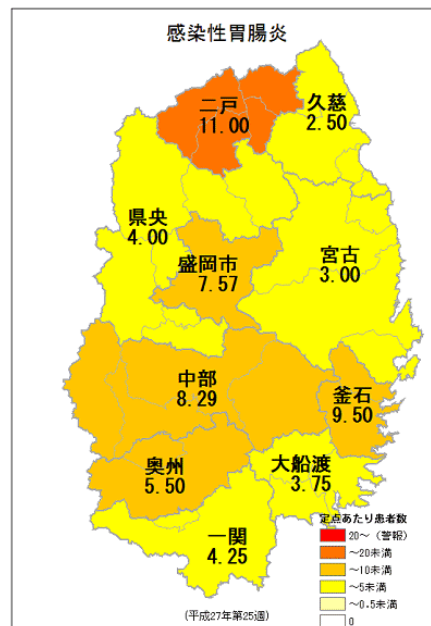 感染性胃腸炎
二戸
11.00
久慈
2.50
県央
4.00
盛岡市
7.57
宮古
3.00
中部
8.29
釜石
9.50
奥州
5.50
大船渡
3.75
一関
4.25
定点あたり患者数
20～（警報）
～20未満
～10未満
～5未満
～0.5未満
0
(平成27年第25週)